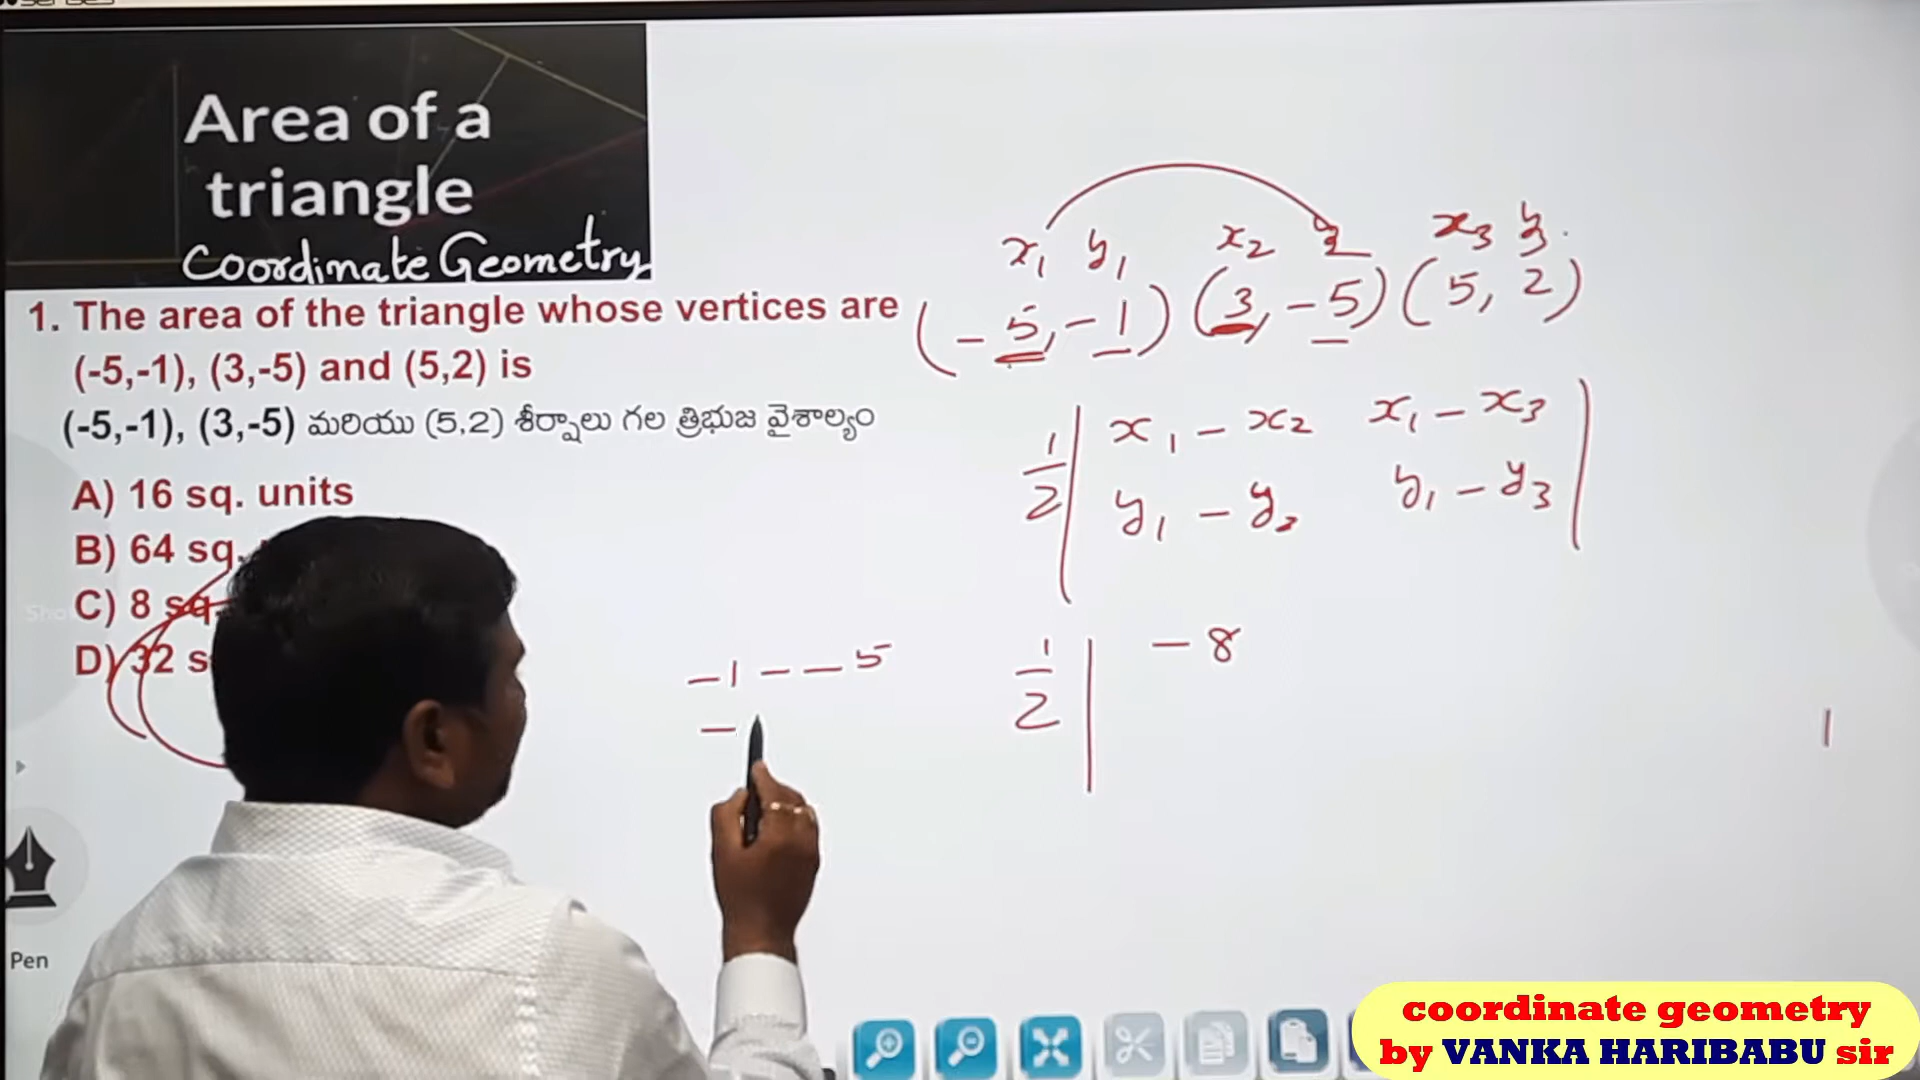 Area of a
triangle
Coordinate Geometry
1. The area of the triangle whose vertices are
(-5,-1), (3,-5) and (5,2) is
(-5,-1), (3,-5) మరియు (5,2) శీర్షాలు గల త్రిభుజ వైశాల్యం
A) 16 sq. units
B) 64 sq.
C) 8 sq.
D) 32 s
x₁ y₁ x₂ x₃
(-5, -1) (3, -5) (5, 2)
1/2 | x₁ - x₂ x₁ - x₃ |
y₁ - y₂ y₁ - y₃
-1 - - 5
-
1/2 | - 8
Pen
coordinate geometry
by VANKA HARIBABU sir